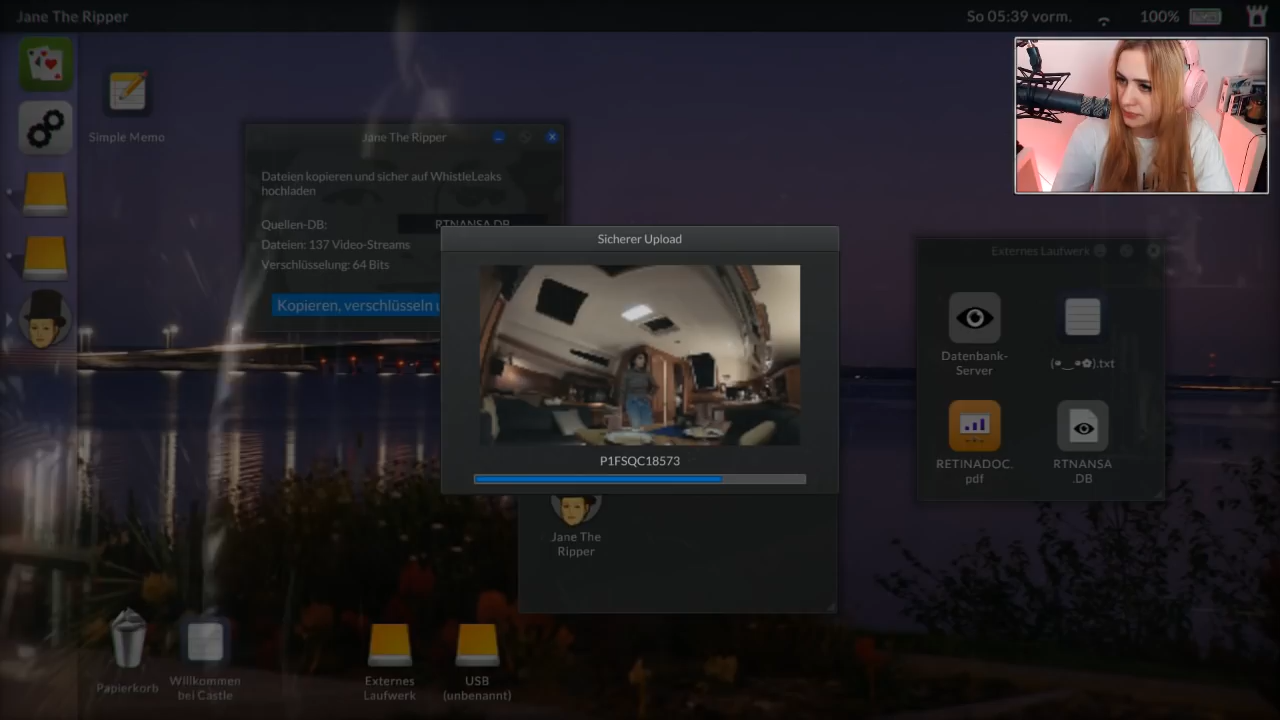 Jane The Ripper
So 05:39 vorm.
100%
Simple Memo
Jane The Ripper
Dateien kopieren und sicher auf WhistleLeaks
hochladen
Quellen-DB:
RTNANSA.DB
Dateien: 137 Video-Streams
Verschlüsselung: 64 Bits
Kopieren, verschlüsseln u
Sicherer Upload
P1FSQC18573
Externes Laufwerk
Datenbank-
Server
(•‿•✿).txt
RETINADOC.
pdf
RTNANSA
.DB
Jane The
Ripper
Papierkorb
Willkommen
bei Castle
Externes
Laufwerk
USB
(unbenannt)